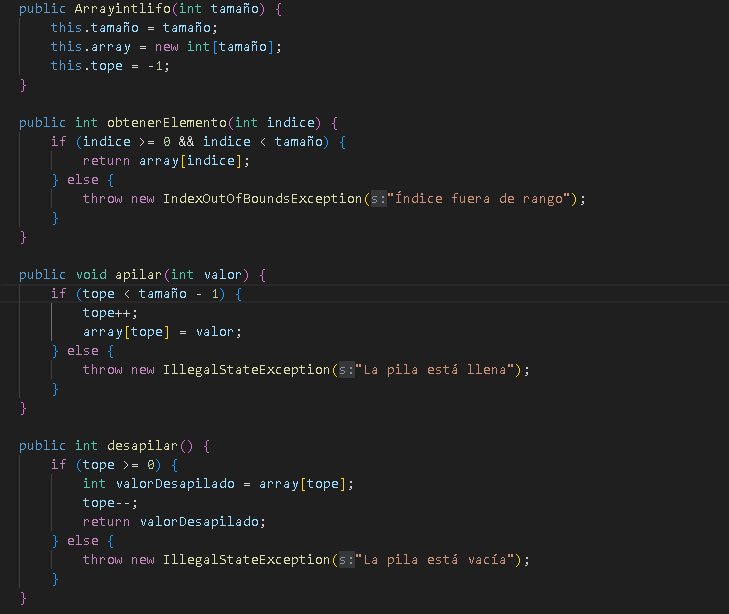 public Arrayintlifo(int tamaño) {
this.tamaño = tamaño;
this.array = new int[tamaño];
this.tope = -1;
}
public int obtenerElemento(int indice) {
if (indice >= 0 && indice < tamaño) {
return array[indice];
} else {
throw new IndexOutOfBoundsException(s:"Índice fuera de rango");
}
}
public void apilar(int valor) {
if (tope < tamaño - 1) {
tope++;
array[tope] = valor;
} else {
throw new IllegalStateException(s:"La pila está llena");
}
}
public int desapilar() {
if (tope >= 0) {
int valorDesapilado = array[tope];
tope--;
return valorDesapilado;
} else {
throw new IllegalStateException(s:"La pila está vacía");
}
}